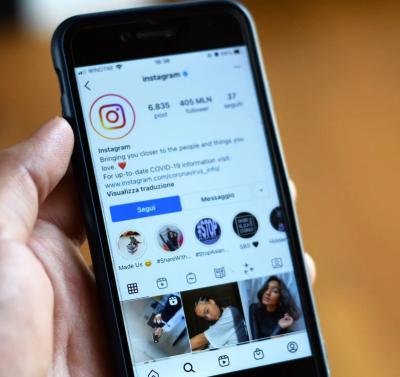 WINDTRE
16:38
instagram
6.835
405 MLN
37
post
follower
seguiti
Instagram
Bringing you closer to the people and things you
love. ❤️
For up-to-date COVID-19 information visit:
www.instagram.com/coronavirus_info/
Visualizza traduzione
Segui
Messaggio
#STOP
Made Us 😊
#ShareWith...
#StopAsian...
SBS 🖤
Hidden